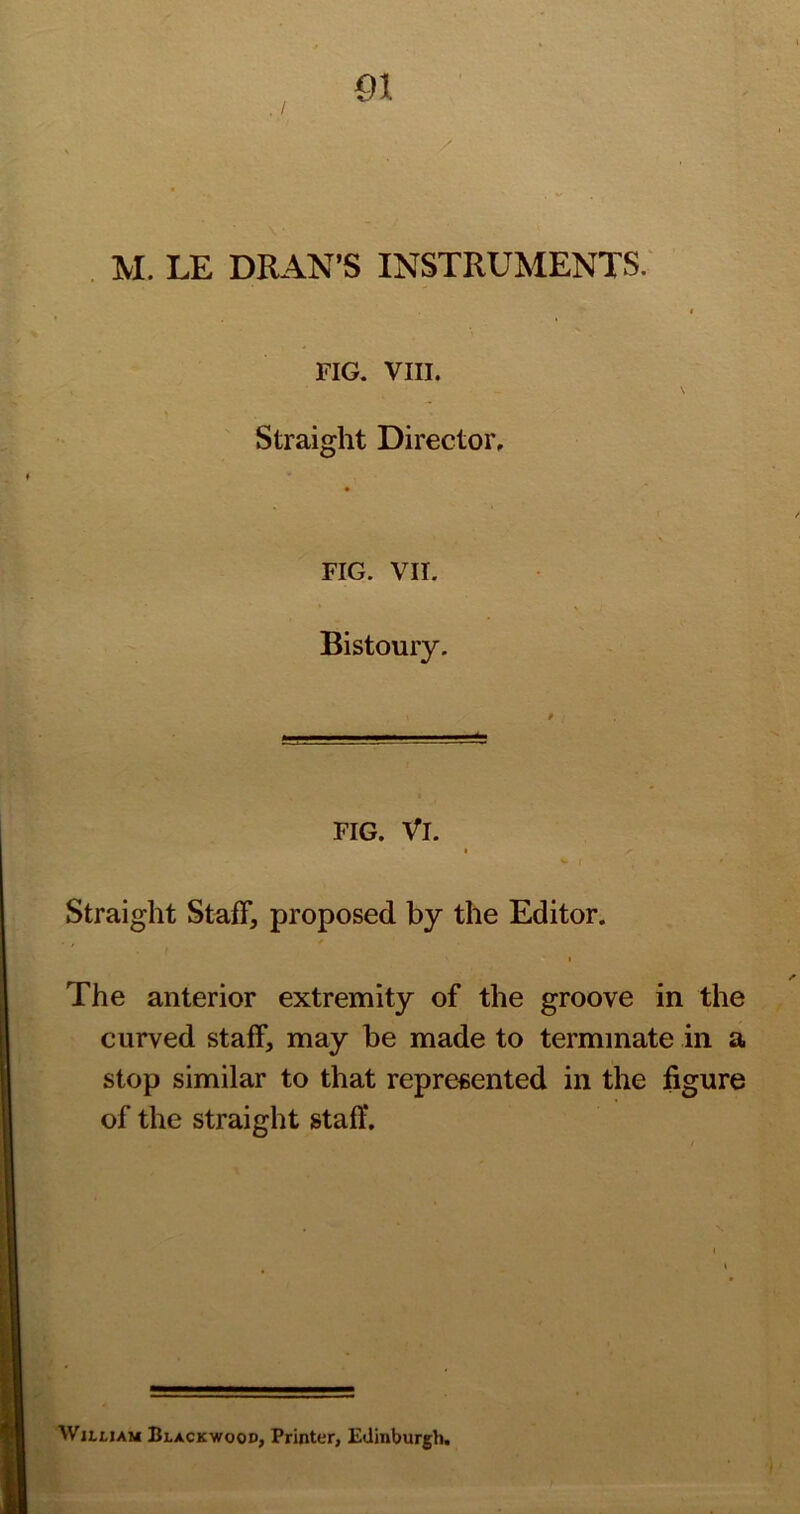 91
M. LE DRAN'S INSTRUMENTS.
FIG. VIII.
Straight Director.
FIG. VII.
Bistoury.
FIG. VI.
Straight Staff, proposed by the Editor.
The anterior extremity of the groove in the
curved staff, may be made to terminate in a
stop similar to that represented in the figure
of the straight staff.
William Blackwood, Printer, Edinburgh.